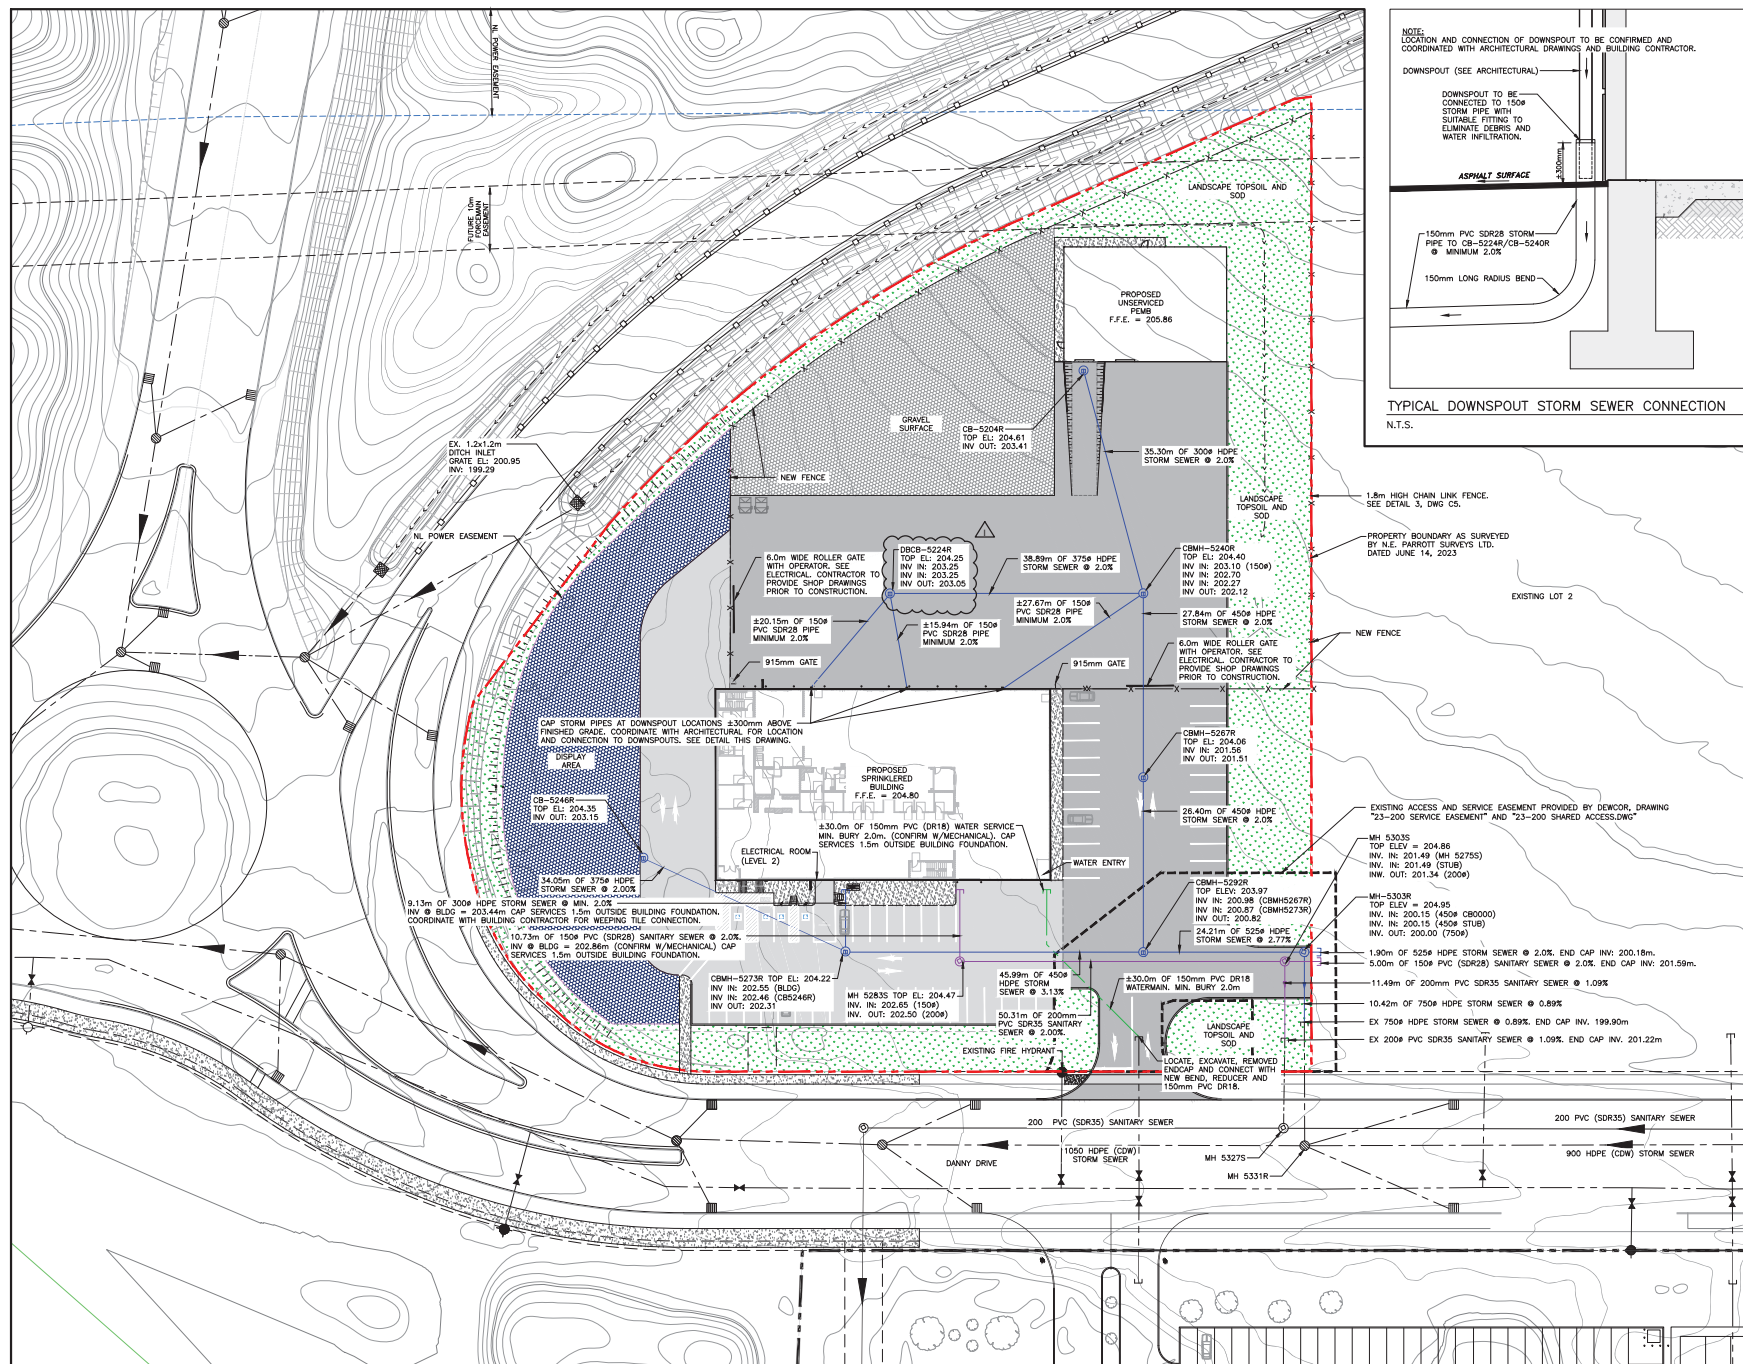 NL POWER EASEMENT
FUTURE 10m
FORCEMAIN
EASEMENT
NOTE:
LOCATION AND CONNECTION OF DOWNSPOUT TO BE CONFIRMED AND
COORDINATED WITH ARCHITECTURAL DRAWINGS AND BUILDING CONTRACTOR.
DOWNSPOUT (SEE ARCHITECTURAL)
DOWNSPOUT TO BE
CONNECTED TO 150ø
STORM PIPE WITH
SUITABLE FITTING TO
ELIMINATE DEBRIS AND
WATER INFILTRATION.
±300mm
ASPHALT SURFACE
150mm PVC SDR28 STORM
PIPE TO CB-5224R/CB-5240R
@ MINIMUM 2.0%
150mm LONG RADIUS BEND
TYPICAL DOWNSPOUT STORM SEWER CONNECTION
N.T.S.
LANDSCAPE TOPSOIL AND
SOD
PROPOSED
UNSERVICED
PEMB
F.F.E. = 205.86
GRAVEL
SURFACE
CB-5204R
TOP EL: 204.61
INV OUT: 203.41
35.30m OF 300ø HDPE
STORM SEWER @ 2.0%
EX. 1.2x1.2m
DITCH INLET
GRATE EL: 200.95
INV: 199.29
NEW FENCE
NL POWER EASEMENT
LANDSCAPE
TOPSOIL AND
SOD
1.8m HIGH CHAIN LINK FENCE.
SEE DETAIL 3, DWG C5.
PROPERTY BOUNDARY AS SURVEYED
BY N.E. PARROTT SURVEYS LTD.
DATED JUNE 14, 2023
EXISTING LOT 2
6.0m WIDE ROLLER GATE
WITH OPERATOR. SEE
ELECTRICAL. CONTRACTOR TO
PROVIDE SHOP DRAWINGS
PRIOR TO CONSTRUCTION.
DBCB-5224R
TOP EL: 204.25
INV IN: 203.25
INV IN: 203.25
INV OUT: 203.05
1
38.89m OF 375ø HDPE
STORM SEWER @ 2.0%
CBMH-5240R
TOP EL: 204.40
INV IN: 203.10 (150ø)
INV IN: 202.70
INV IN: 202.27
INV OUT: 202.12
±20.15m OF 150ø
PVC SDR28 PIPE
MINIMUM 2.0%
±15.94m OF 150ø
PVC SDR28 PIPE
MINIMUM 2.0%
±27.67m OF 150ø
PVC SDR28 PIPE
MINIMUM 2.0%
27.84m OF 450ø HDPE
STORM SEWER @ 2.0%
6.0m WIDE ROLLER GATE
WITH OPERATOR. SEE
ELECTRICAL. CONTRACTOR TO
PROVIDE SHOP DRAWINGS
PRIOR TO CONSTRUCTION.
NEW FENCE
915mm GATE
915mm GATE
CAP STORM PIPES AT DOWNSPOUT LOCATIONS ±300mm ABOVE
FINISHED GRADE. COORDINATE WITH ARCHITECTURAL FOR LOCATION
AND CONNECTION TO DOWNSPOUTS. SEE DETAIL THIS DRAWING.
DISPLAY
AREA
CBMH-5267R
TOP EL: 204.06
INV IN: 201.56
INV OUT: 201.51
PROPOSED
SPRINKLERED
BUILDING
F.F.E. = 204.80
CB-5246R
TOP EL: 204.35
INV OUT: 203.15
26.40m OF 450ø HDPE
STORM SEWER @ 2.0%
EXISTING ACCESS AND SERVICE EASEMENT PROVIDED BY DEWCOR, DRAWING
"23-200 SERVICE EASEMENT" AND "23-200 SHARED ACCESS.DWG"
±30.0m OF 150mm PVC (DR18) WATER SERVICE
MIN. BURY 2.0m. (CONFIRM W/MECHANICAL). CAP
SERVICES 1.5m OUTSIDE BUILDING FOUNDATION.
ELECTRICAL ROOM
(LEVEL 2)
WATER ENTRY
MH 5303S
TOP ELEV = 204.86
INV. IN: 201.49 (MH 5275S)
INV. IN: 201.49 (STUB)
INW. OUT: 201.34 (200ø)
34.05m OF 375ø HDPE
STORM SEWER @ 2.00%
CBMH-5292R
TOP ELEV: 203.97
INV IN: 200.98 (CBMH5267R)
INV IN: 200.87 (CBMH5273R)
INV OUT: 200.82
MH-5303R
TOP ELEV = 204.95
INV. IN: 200.15 (450ø CB0000)
INV. IN: 200.15 (450ø STUB)
INV. OUT: 200.00 (750ø)
9.13m OF 300ø HDPE STORM SEWER @ MIN. 2.0%
INV @ BLDG = 203.44m CAP SERVICES 1.5m OUTSIDE BUILDING FOUNDATION.
COORDINATE WITH BUILDING CONTRACTOR FOR WEEPING TILE CONNECTION.
24.21m OF 525ø HDPE
STORM SEWER @ 2.77%
10.73m OF 150ø PVC (SDR28) SANITARY SEWER @ 2.0%.
INV @ BLDG = 202.86m (CONFIRM W/MECHANICAL) CAP
SERVICES 1.5m OUTSIDE BUILDING FOUNDATION.
1.90m OF 525ø HDPE STORM SEWER @ 2.0%. END CAP INV: 200.18m.
5.00m OF 150ø PVC (SDR28) SANITARY SEWER @ 2.0%. END CAP INV: 201.59m.
CBMH-5273R TOP EL: 204.22
INV IN: 202.55 (BLDG)
INV IN: 202.46 (CB5246R)
INV OUT: 202.31
MH 5283S TOP EL: 204.47
INV. IN: 202.65 (150ø)
INV. OUT: 202.50 (200ø)
45.99m OF 450ø
HDPE STORM
SEWER @ 3.13%
±30.0m OF 150mm PVC DR18
WATERMAIN. MIN. BURY 2.0m
11.49m OF 200mm PVC SDR35 SANITARY SEWER @ 1.09%
10.42m OF 750ø HDPE STORM SEWER @ 0.89%
50.31m OF 200mm
PVC SDR35 SANITARY
SEWER @ 2.00%.
LANDSCAPE
TOPSOIL AND
SOD
EX 750ø HDPE STORM SEWER @ 0.89%. END CAP INV. 199.90m
EX 200ø PVC SDR35 SANITARY SEWER @ 1.09%. END CAP INV. 201.22m
EXISTING FIRE HYDRANT
LOCATE, EXCAVATE, REMOVED
ENDCAP AND CONNECT WITH
NEW BEND, REDUCER AND
150mm PVC DR18.
200 PVC (SDR35) SANITARY SEWER
200 PVC (SDR35) SANITARY SEWER
1050 HDPE (CDW)
STORM SEWER
MH 5327S
900 HDPE (CDW) STORM SEWER
DANNY DRIVE
MH 5331R